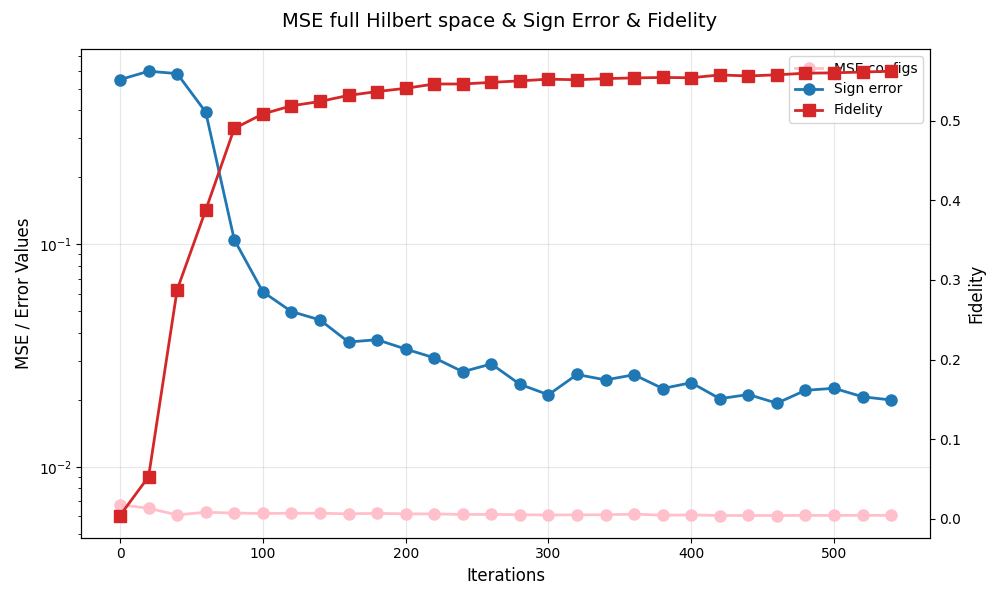 MSE full Hilbert space & Sign Error & Fidelity
MSE configs
Sign error
Fidelity
MSE / Error Values
10⁻¹
10⁻²
0.5
0.4
0.3
0.2
0.1
0.0
Fidelity
0 100 200 300 400 500
Iterations